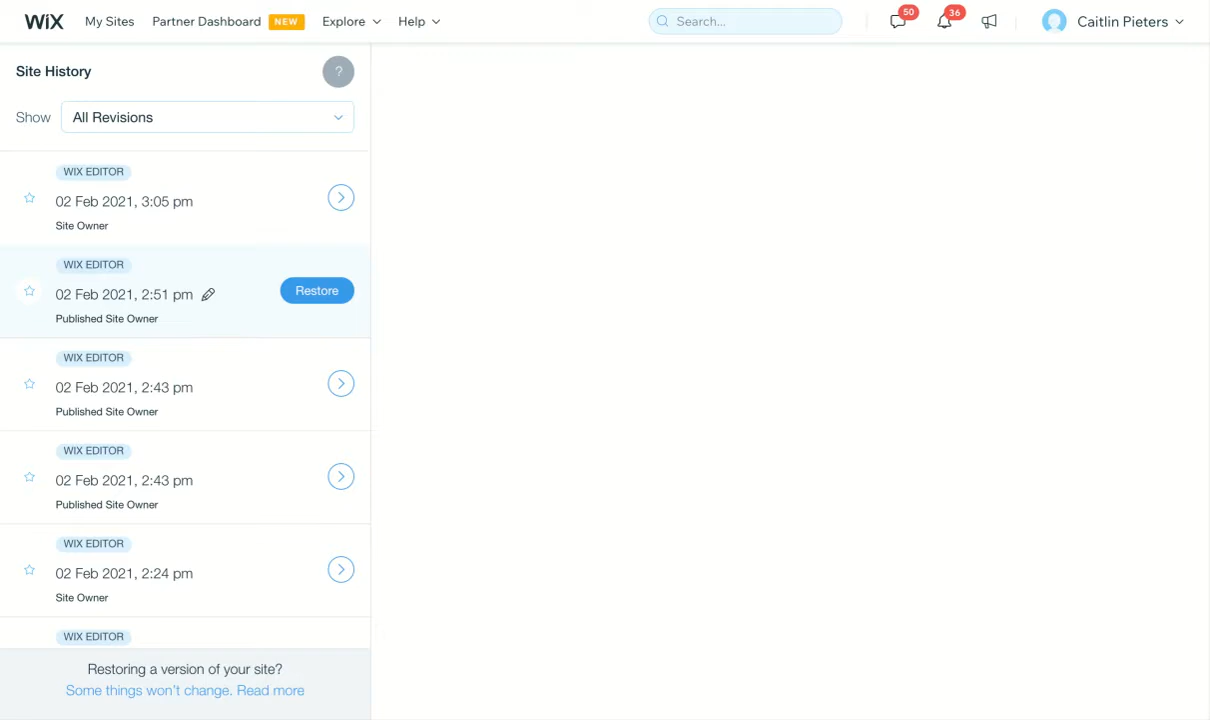 WiX My Sites Partner Dashboard NEW Explore Help Search... 50 36 Caitlin Pieters
Site History ?
Show All Revisions
WIX EDITOR
02 Feb 2021, 3:05 pm
Site Owner
WIX EDITOR
02 Feb 2021, 2:51 pm Restore
Published Site Owner
WIX EDITOR
02 Feb 2021, 2:43 pm
Published Site Owner
WIX EDITOR
02 Feb 2021, 2:43 pm
Published Site Owner
WIX EDITOR
02 Feb 2021, 2:24 pm
Site Owner
WIX EDITOR
Restoring a version of your site?
Some things won't change. Read more